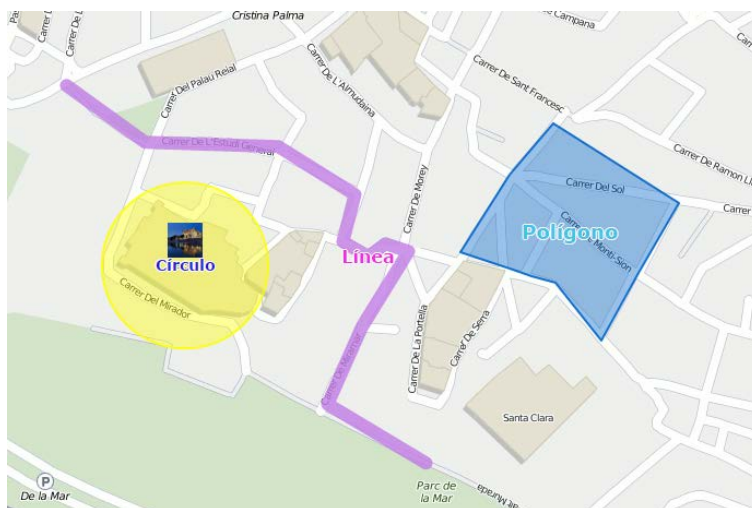 Cristina Palma
Carrer De L
Carrer De L'Almudaina
Carrer Del Palau Reial
Carrer De Sant Francesc
Carrer De L'Estudi General
Carrer De Morey
Carrer De Ramon Ll
Carrer Del Sol
Carrer
Polígono
Línea
Círculo
Carrer De Monti-Sion
Carrer Del Mirador
Carrer De Miramar
Carrer De La Portella
Carrer De Serra
Santa Clara
P
De la Mar
Parc de
la Mar